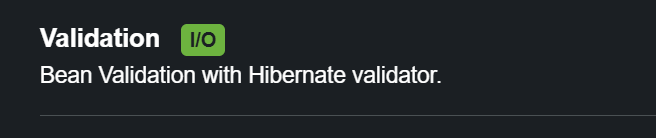 Validation I/O
Bean Validation with Hibernate validator.